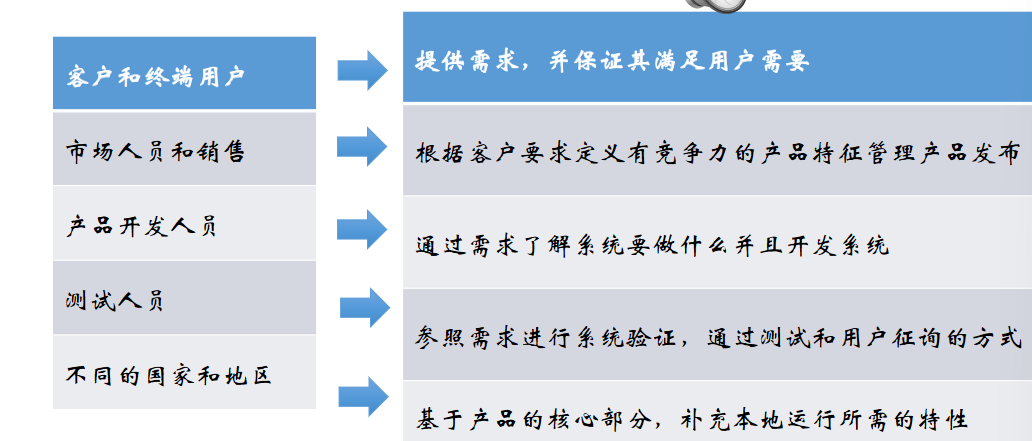 客户和终端用户
提供需求，并保证其满足用户需要
市场人员和销售
根据客户要求定义有竞争力的产品特征管理产品发布
产品开发人员
通过需求了解系统要做什么并且开发系统
测试人员
参照需求进行系统验证，通过测试和用户征询的方式
不同的国家和地区
基于产品的核心部分，补充本地运行所需的特性